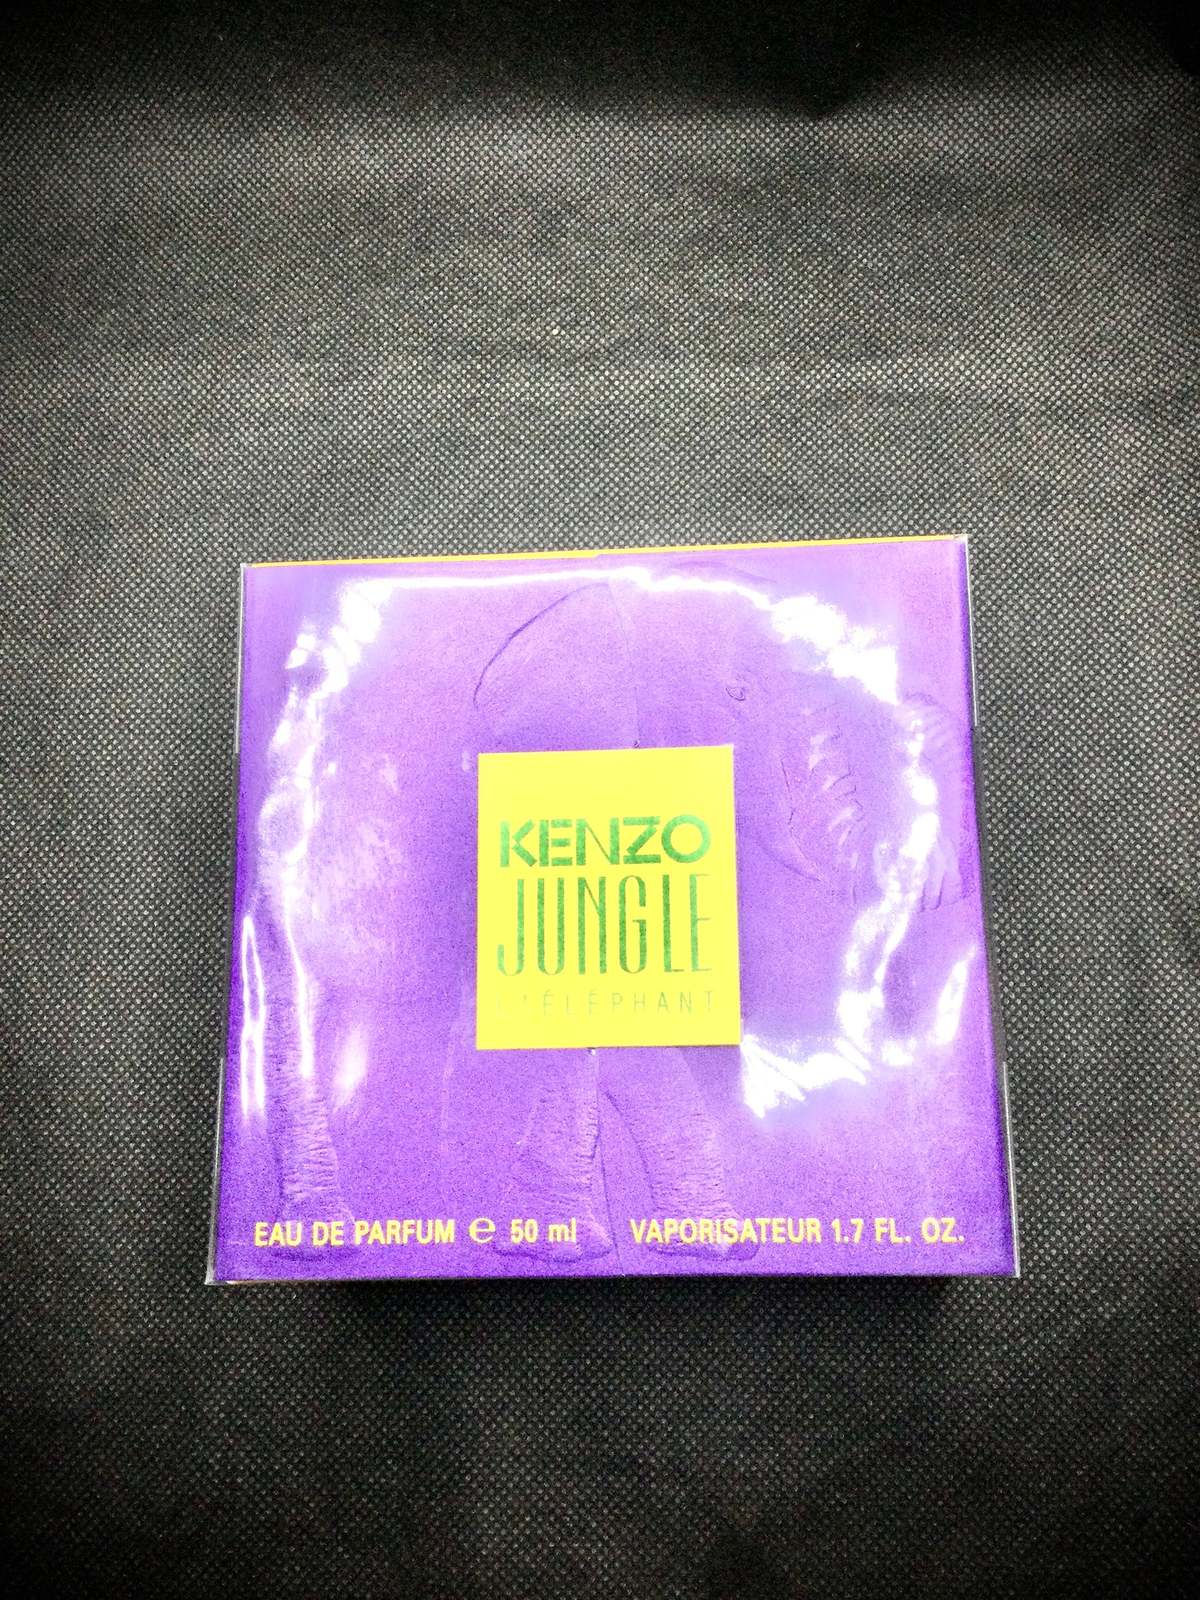 KENZO
JUNGLE
L'ÉLÉPHANT
EAU DE PARFUM ℮ 50 ml VAPORISATEUR 1.7 FL. OZ.